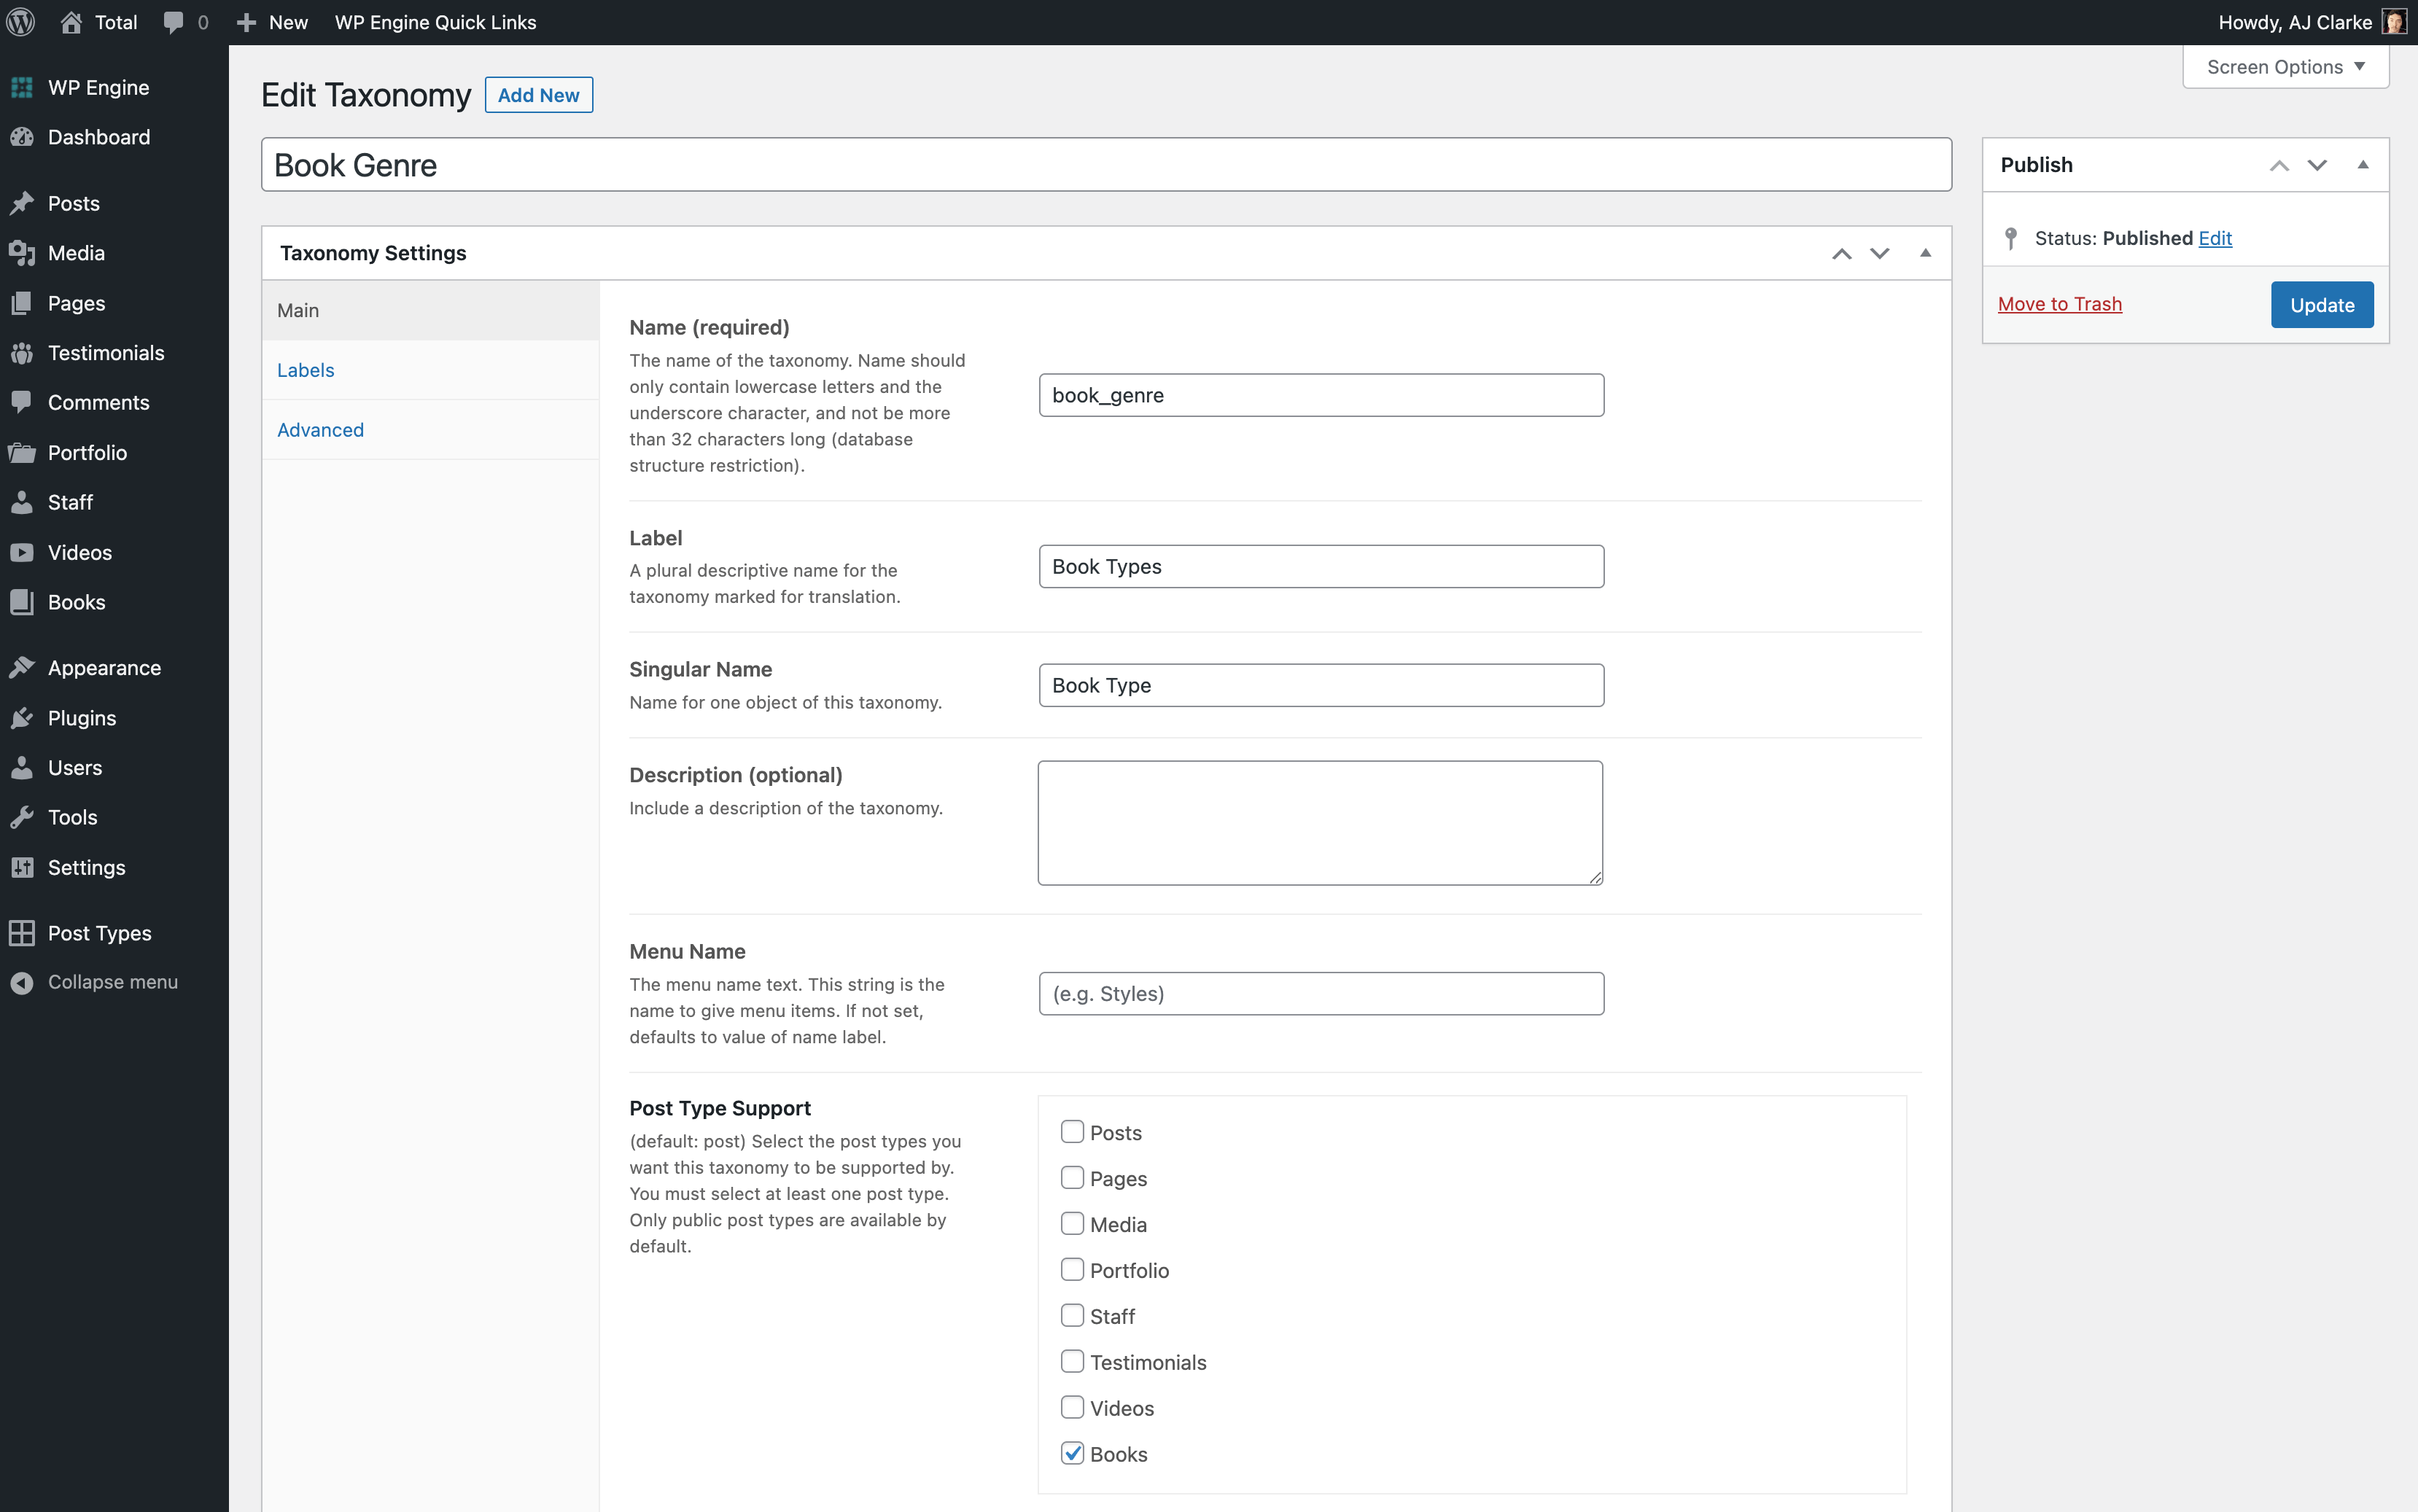 Total
0
New
WP Engine Quick Links
Howdy, AJ Clarke
WP Engine
Dashboard
Posts
Media
Pages
Testimonials
Comments
Portfolio
Staff
Videos
Books
Appearance
Plugins
Users
Tools
Settings
Post Types
Collapse menu
Screen Options
Edit Taxonomy
Add New
Book Genre
Taxonomy Settings
Main
Labels
Advanced
Name (required)
The name of the taxonomy. Name should
only contain lowercase letters and the
underscore character, and not be more
than 32 characters long (database
structure restriction).
book_genre
Label
A plural descriptive name for the
taxonomy marked for translation.
Book Types
Singular Name
Name for one object of this taxonomy.
Book Type
Description (optional)
Include a description of the taxonomy.
Menu Name
The menu name text. This string is the
name to give menu items. If not set,
defaults to value of name label.
(e.g. Styles)
Post Type Support
(default: post) Select the post types you
want this taxonomy to be supported by.
You must select at least one post type.
Only public post types are available by
default.
Posts
Pages
Media
Portfolio
Staff
Testimonials
Videos
Books
Publish
Status: Published Edit
Move to Trash
Update